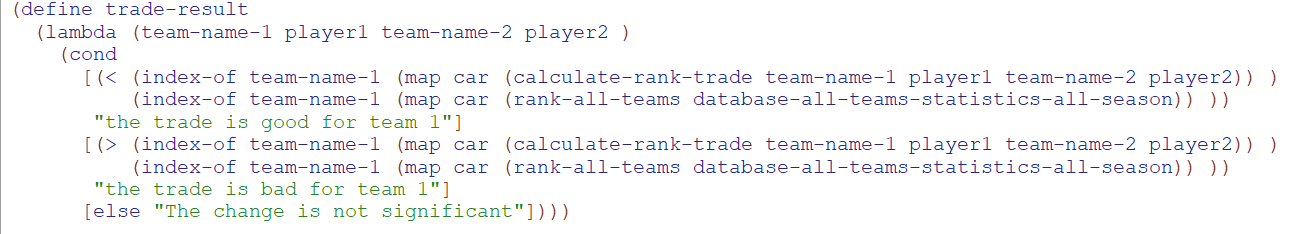 (define trade-result
  (lambda (team-name-1 player1 team-name-2 player2 )
    (cond
      [(< (index-of team-name-1 (map car (calculate-rank-trade team-name-1 player1 team-name-2 player2)) )
          (index-of team-name-1 (map car (rank-all-teams database-all-teams-statistics-all-season)) ))
       "the trade is good for team 1"]
      [(> (index-of team-name-1 (map car (calculate-rank-trade team-name-1 player1 team-name-2 player2)) )
          (index-of team-name-1 (map car (rank-all-teams database-all-teams-statistics-all-season)) ))
       "the trade is bad for team 1"]
      [else "The change is not significant"])))